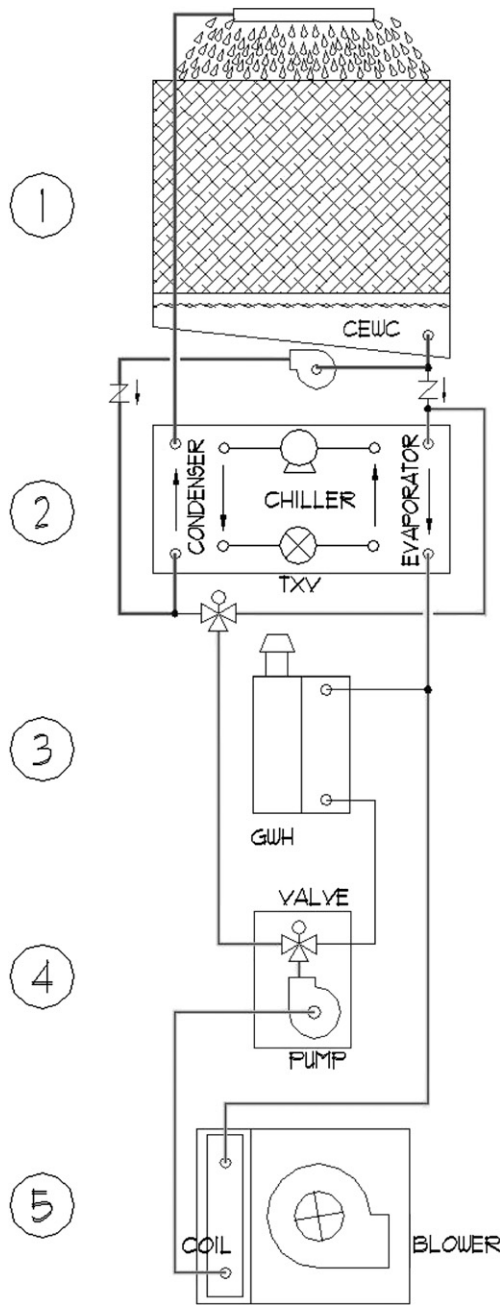 1
CEWC
2
CONDENSER
CHILLER
EVAPORATOR
TXV
3
GWH
VALVE
4
PUMP
5
COIL
BLOWER